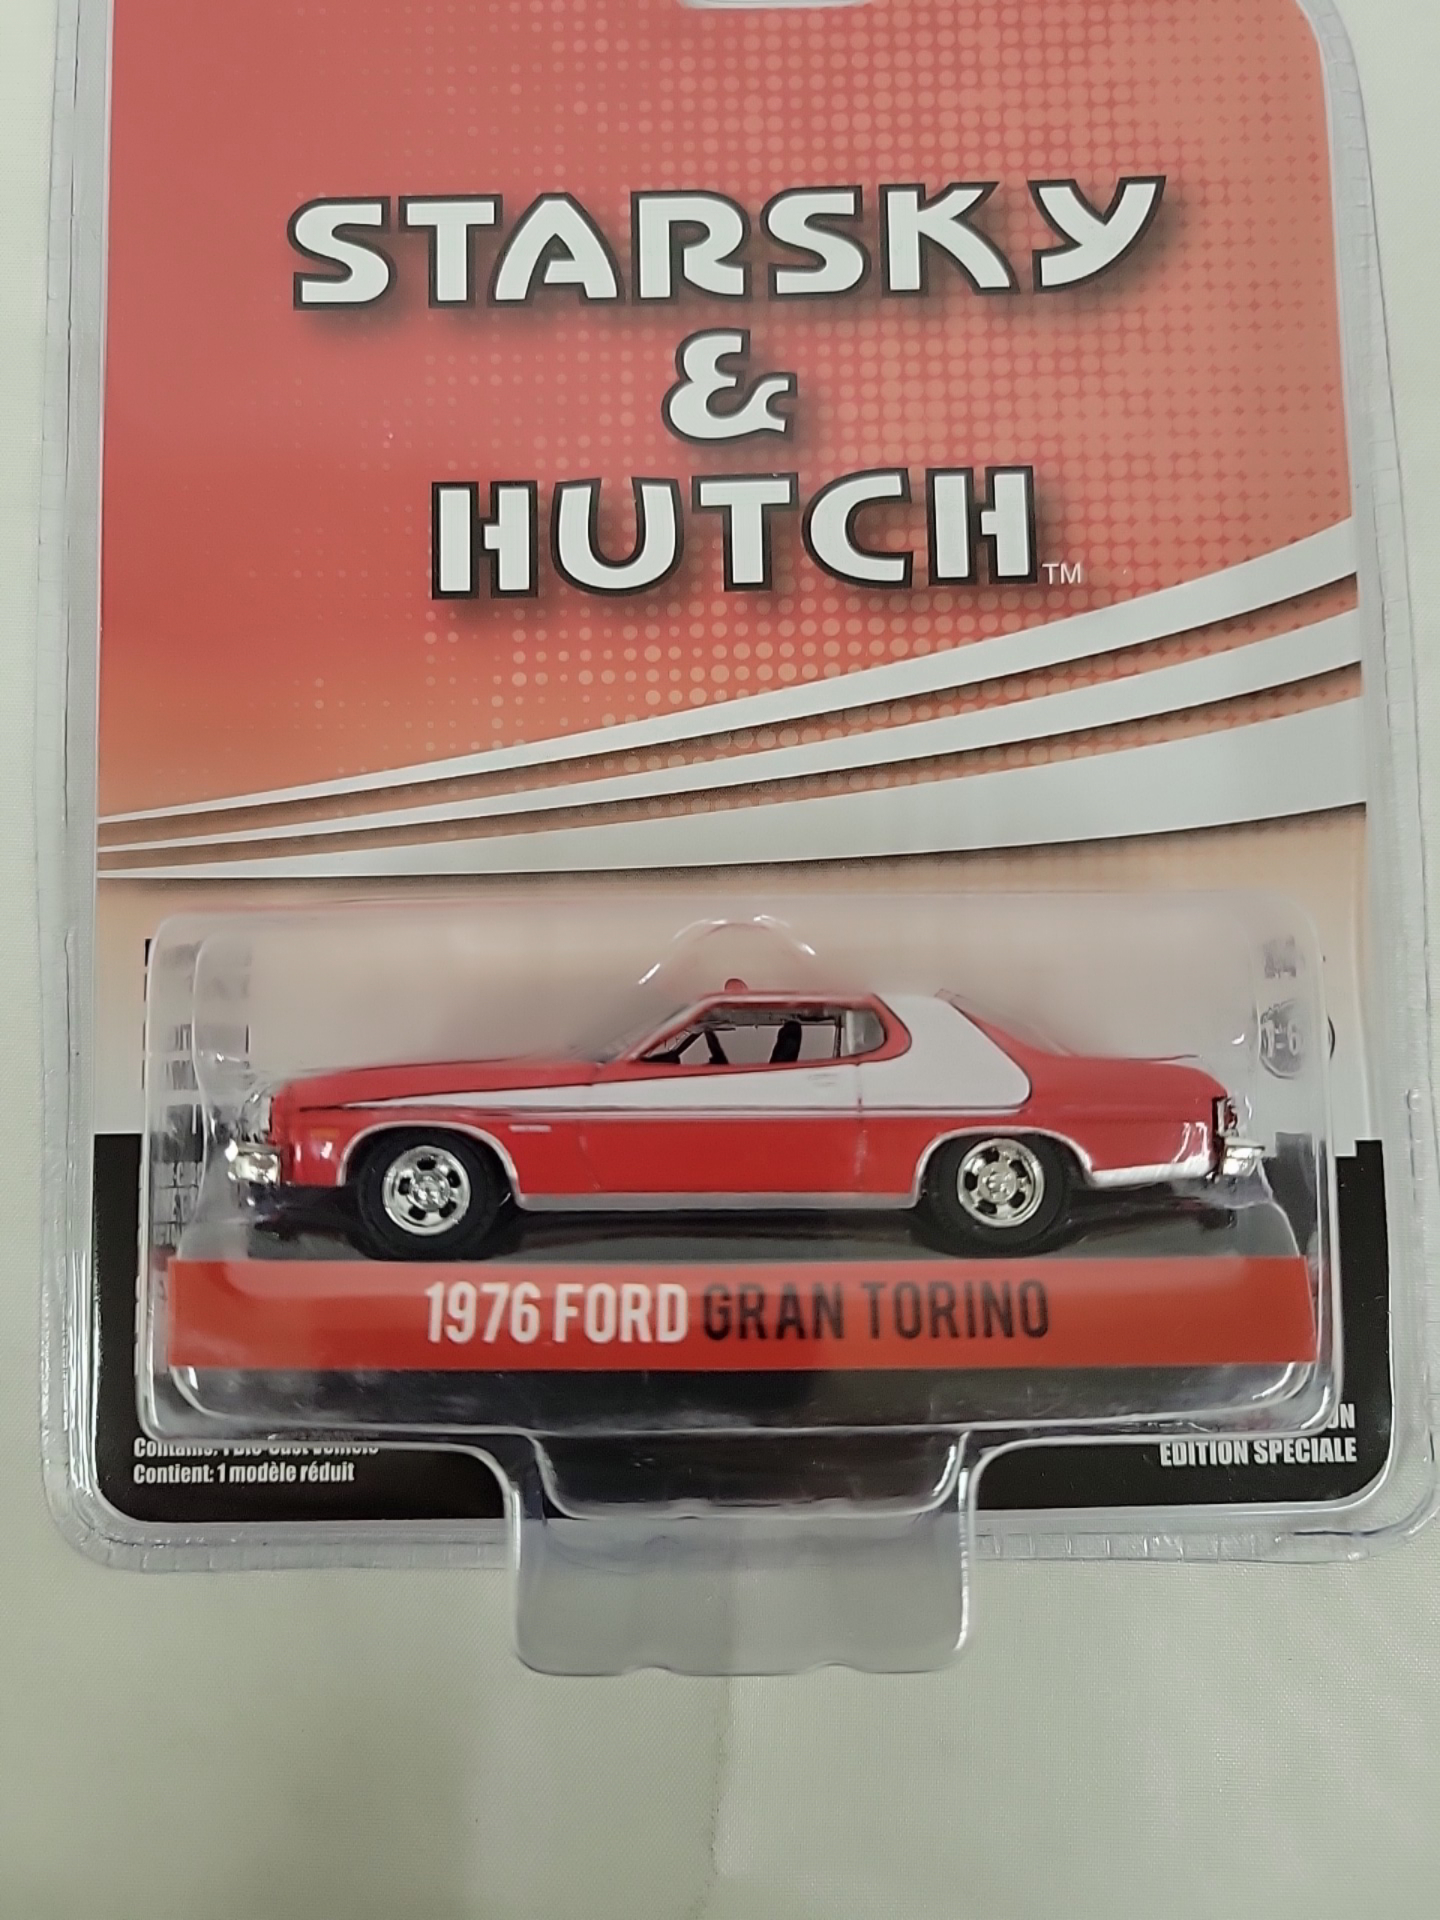 STARSKY
&
HUTCH™
1976 FORD GRAN TORINO
Contient: 1 modèle réduit
EDITION SPECIALE